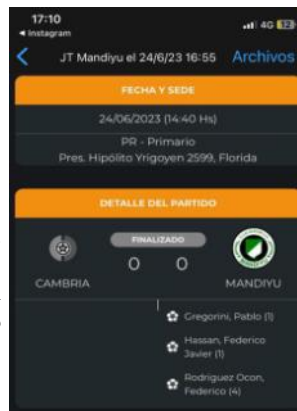 17:10
4G
◀ Instagram
JT Mandiyu el 24/6/23 16:55
Archivos
FECHA Y SEDE
24/06/2023 (14:40 Hs)
PR - Primario
Pres. Hipólito Yrigoyen 2599, Florida
DETALLE DEL PARTIDO
FINALIZADO
0 0
CAMBRIA
MANDIYU
Gregorini, Pablo (1)
Hassan, Federico
Javier (1)
Rodriguez Ocon,
Federico (4)